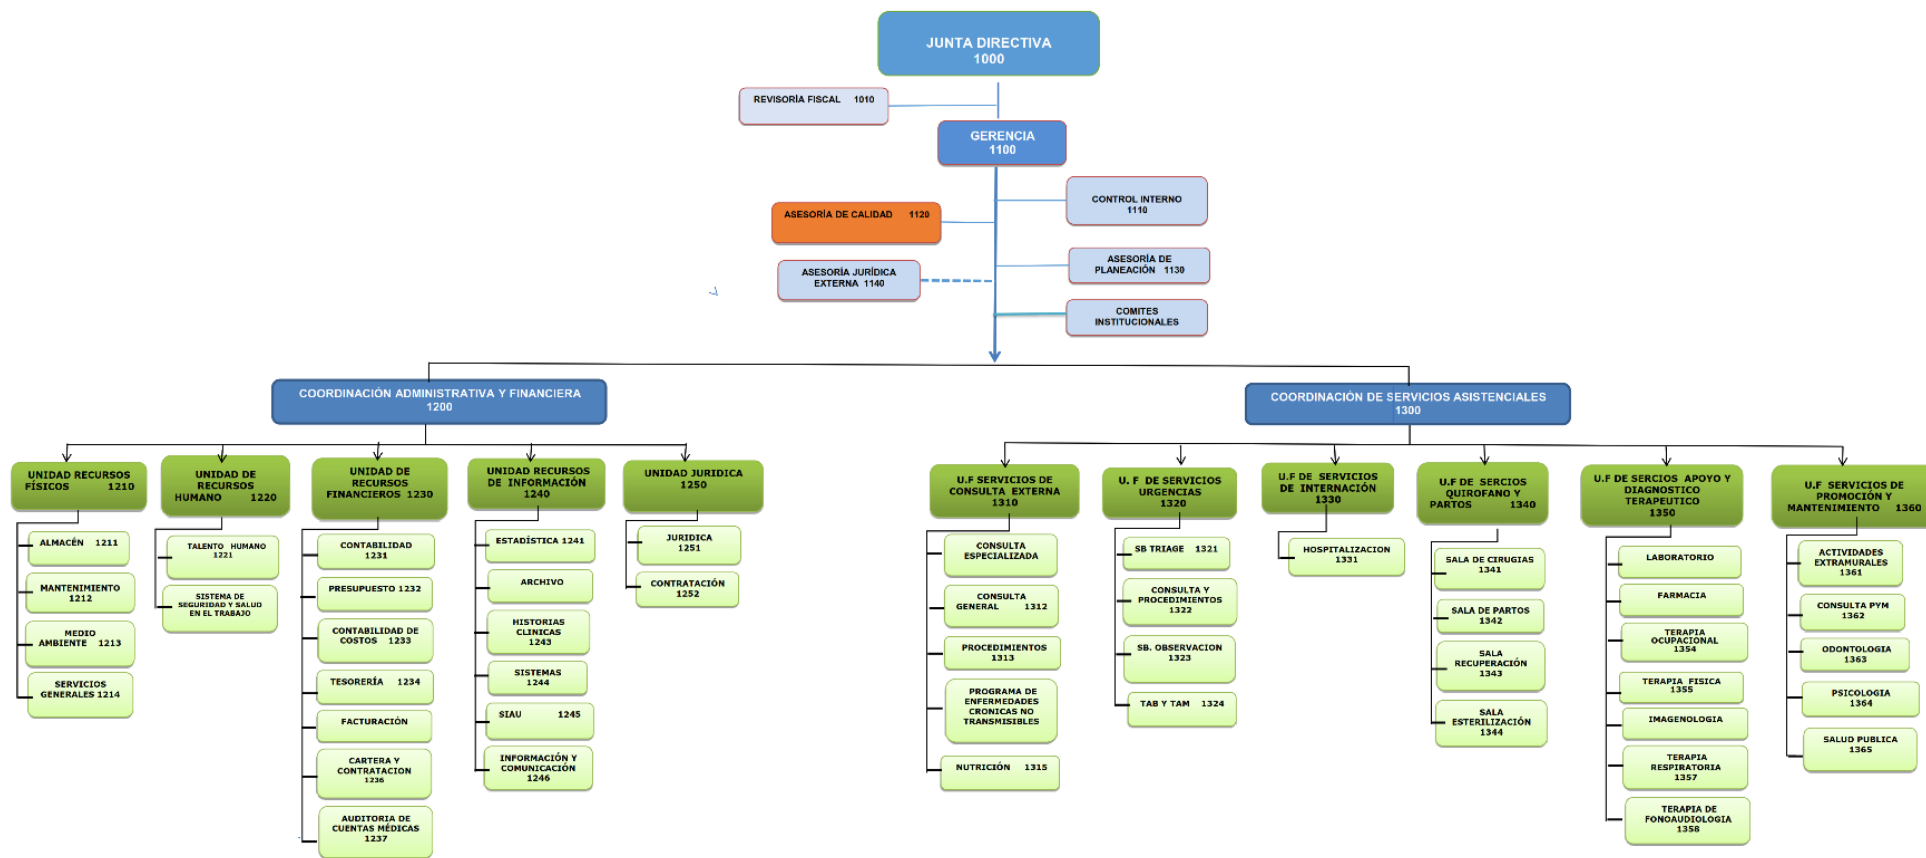 JUNTA DIRECTIVA
1000
REVISORÍA FISCAL 1010
GERENCIA
1100
CONTROL INTERNO
1110
ASESORÍA DE CALIDAD 1120
ASESORÍA DE
PLANEACIÓN 1130
ASESORÍA JURÍDICA
EXTERNA 1140
COMITES
INSTITUCIONALES
COORDINACIÓN ADMINISTRATIVA Y FINANCIERA
1200
COORDINACIÓN DE SERVICIOS ASISTENCIALES
1300
UNIDAD RECURSOS
FÍSICOS 1210
ALMACÉN 1211
MANTENIMIENTO
1212
MEDIO
AMBIENTE 1213
SERVICIOS
GENERALES 1214
UNIDAD DE
RECURSOS
HUMANO 1220
TALENTO HUMANO
1221
SISTEMA DE
SEGURIDAD Y SALUD
EN EL TRABAJO
UNIDAD DE
RECURSOS
FINANCIEROS 1230
CONTABILIDAD
1231
PRESUPUESTO 1232
CONTABILIDAD DE
COSTOS 1233
TESORERÍA 1234
FACTURACIÓN
CARTERA Y
CONTRATACION
1236
AUDITORIA DE
CUENTAS MÉDICAS
1237
UNIDAD RECURSOS
DE INFORMACIÓN
1240
ESTADÍSTICA 1241
ARCHIVO
HISTORIAS
CLINICAS
1243
SISTEMAS
1244
SIAU 1245
INFORMACIÓN Y
COMUNICACIÓN
1246
UNIDAD JURIDICA
1250
JURIDICA
1251
CONTRATACIÓN
1252
U.F SERVICIOS DE
CONSULTA EXTERNA
1310
CONSULTA
ESPECIALIZADA
CONSULTA
GENERAL 1312
PROCEDIMIENTOS
1313
PROGRAMA DE
ENFERMEDADES
CRONICAS NO
TRANSMISIBLES
NUTRICIÓN 1315
U. F DE SERVICIOS
URGENCIAS
1320
SB TRIAGE 1321
CONSULTA Y
PROCEDIMIENTOS
1322
SB. OBSERVACION
1323
TAB Y TAM 1324
U.F DE SERVICIOS
DE INTERNACIÓN
1330
HOSPITALIZACION
1331
U.F DE SERCIOS
QUIROFANO Y
PARTOS 1340
SALA DE CIRUGIAS
1341
SALA DE PARTOS
1342
SALA
RECUPERACIÓN
1343
SALA
ESTERILIZACIÓN
1344
U.F DE SERCIOS APOYO Y
DIAGNOSTICO
TERAPEUTICO
1350
LABORATORIO
FARMACIA
TERAPIA
OCUPACIONAL
1354
TERAPIA FISICA
1355
IMAGENOLOGIA
TERAPIA
RESPIRATORIA
1357
TERAPIA DE
FONOAUDIOLOGIA
1358
U.F SERVICIOS DE
PROMOCIÓN Y
MANTENIMIENTO 1360
ACTIVIDADES
EXTRAMURALES
1361
CONSULTA PYM
1362
ODONTOLOGIA
1363
PSICOLOGIA
1364
SALUD PUBLICA
1365